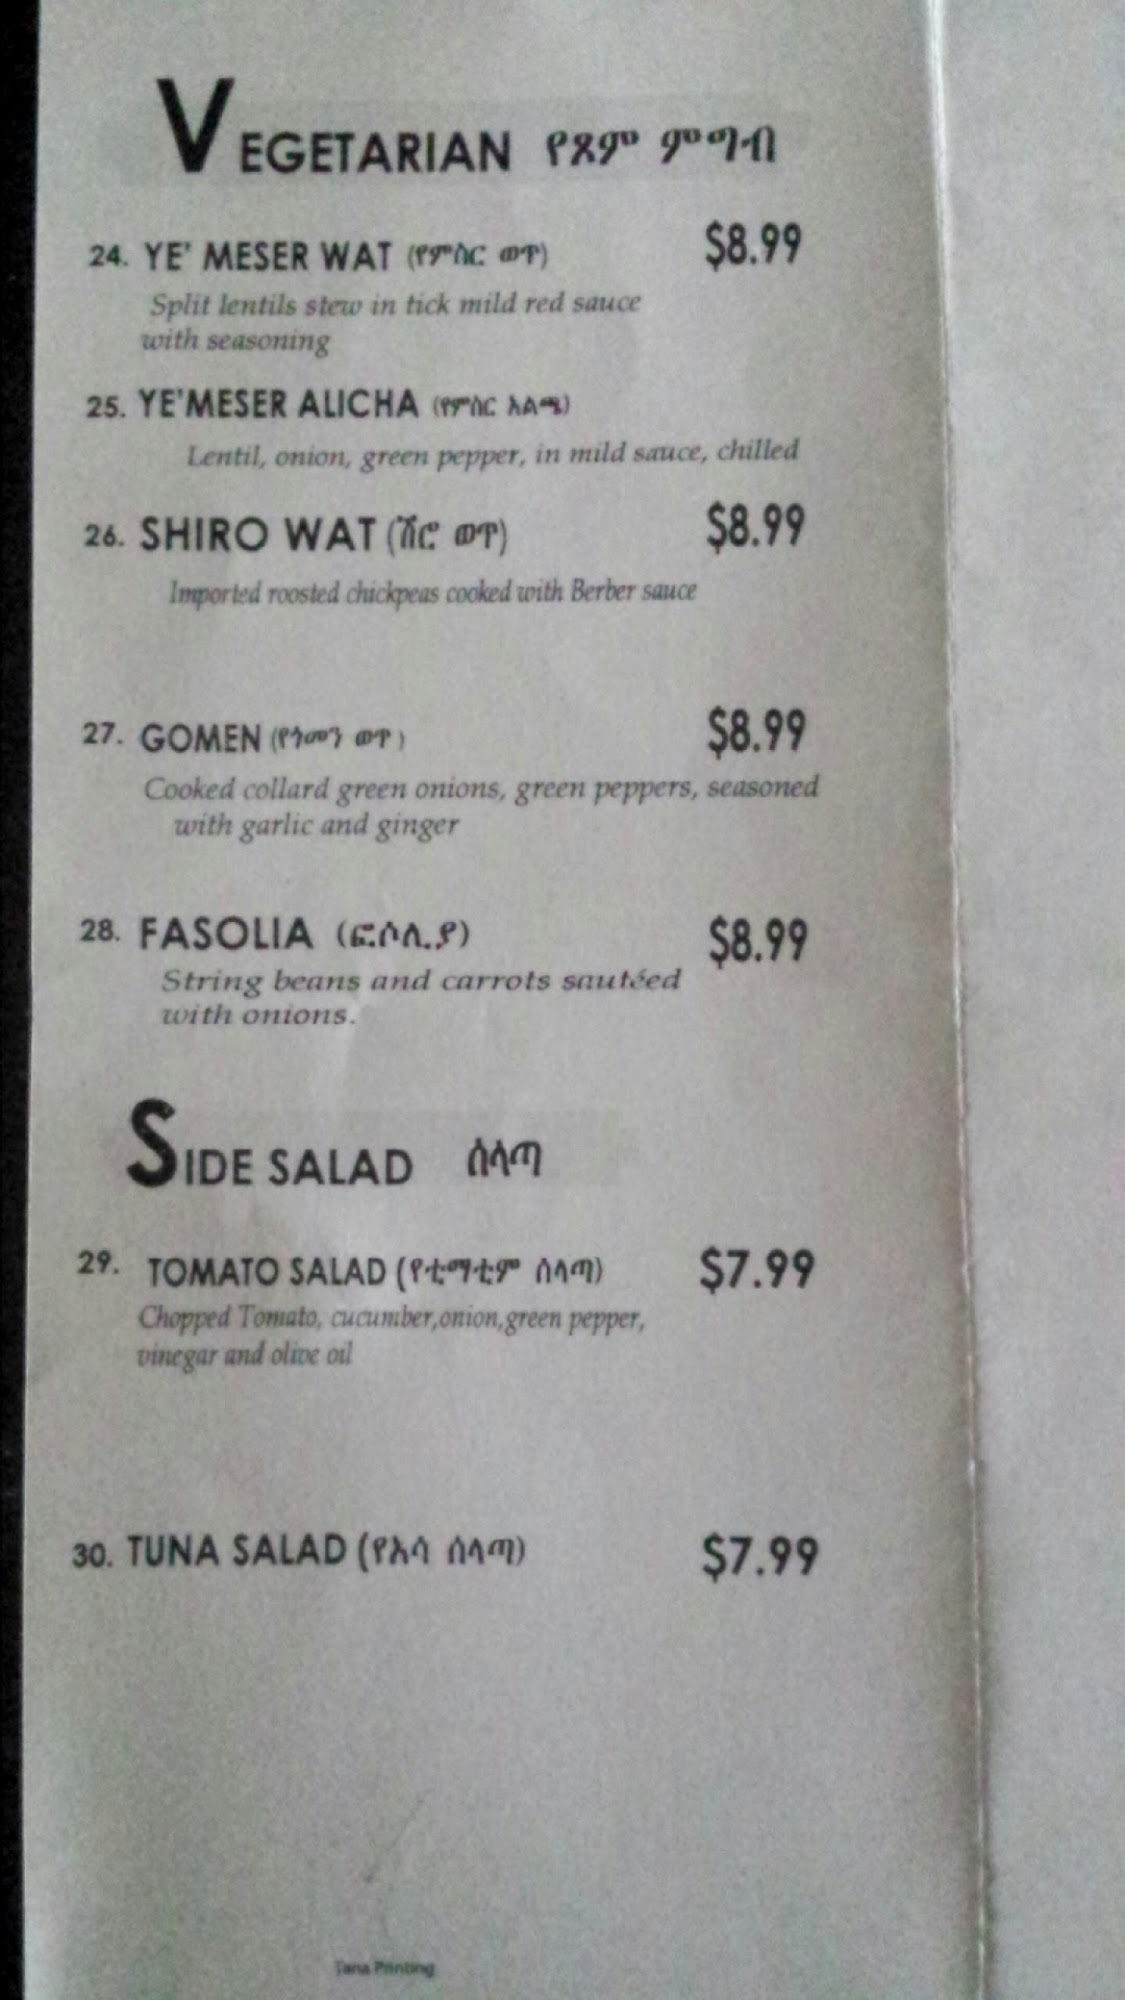 VEGETARIAN የጾም ምግብ
24. YE' MESER WAT (የምስር ወጥ) $8.99
Split lentils stew in tick mild red sauce
with seasoning
25. YE'MESER ALICHA (የምስር አልጫ)
Lentil, onion, green pepper, in mild sauce, chilled
26. SHIRO WAT (ሽሮ ወጥ) $8.99
Imported roosted chickpeas cooked with Berber sauce
27. GOMEN (የጎመን ወጥ) $8.99
Cooked collard green onions, green peppers, seasoned
with garlic and ginger
28. FASOLIA (ፎሶሊያ) $8.99
String beans and carrots sautéed
with onions.
SIDE SALAD ሰላጣ
29. TOMATO SALAD (የቲማቲም ሰላጣ) $7.99
Chopped Tomato, cucumber,onion,green pepper,
vinegar and olive oil
30. TUNA SALAD (የአሳ ሰላጣ) $7.99
Tana Printing